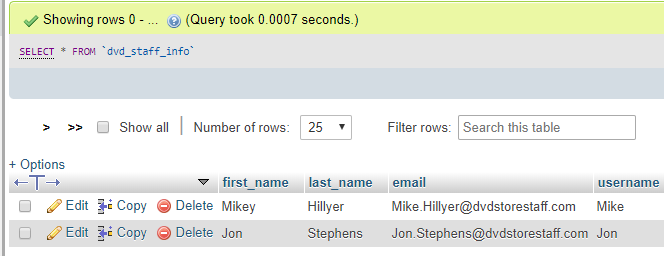 Showing rows 0 - ... (Query took 0.0007 seconds.)
SELECT * FROM `dvd_staff_info`
> >> Show all Number of rows: 25 Filter rows: Search this table
+ Options
←T→ first_name last_name email username
Edit Copy Delete Mikey Hillyer Mike.Hillyer@dvdstorestaff.com Mike
Edit Copy Delete Jon Stephens Jon.Stephens@dvdstorestaff.com Jon